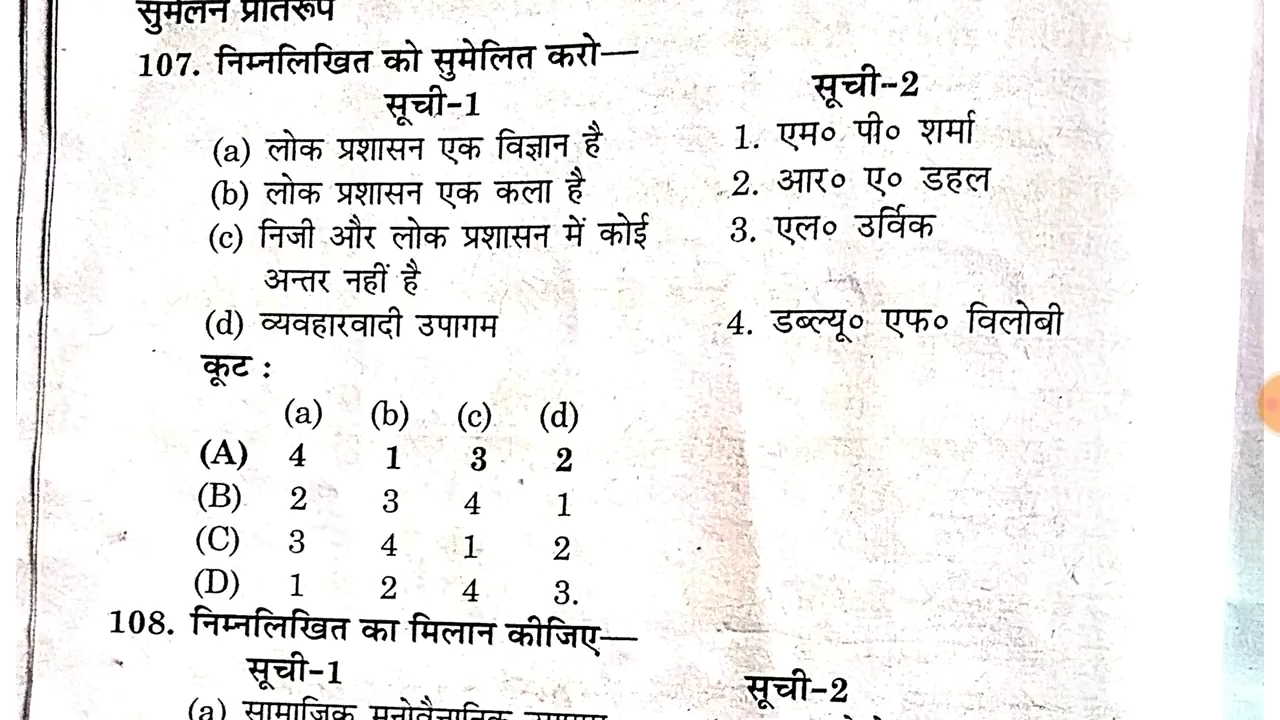 सुमेलन प्रतिरूप
107. निम्नलिखित को सुमेलित करो—
सूची-1
सूची-2
(a) लोक प्रशासन एक विज्ञान है
1. एम० पी० शर्मा
(b) लोक प्रशासन एक कला है
2. आर० ए० डहल
(c) निजी और लोक प्रशासन में कोई
3. एल० उर्विक
अन्तर नहीं है
(d) व्यवहारवादी उपागम
4. डब्ल्यू० एफ० विलोबी
कूट :
(a) (b) (c) (d)
(A) 4 1 3 2
(B) 2 3 4 1
(C) 3 4 1 2
(D) 1 2 4 3.
108. निम्नलिखित का मिलान कीजिए—
सूची-1
सूची-2
(a) सामाजिक मनोवैज्ञानिक